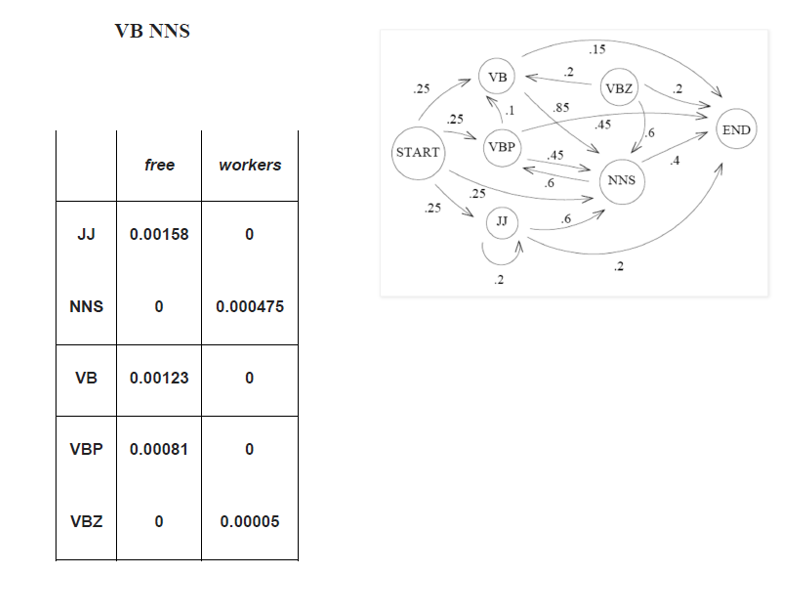 VB NNS
free workers
JJ 0.00158 0
NNS 0 0.000475
VB 0.00123 0
VBP 0.00081 0
VBZ 0 0.00005
.15
VB .2 VBZ .2
.25 .1 .85
.25 .45 .6 END
START VBP .45 .4
.6 NNS
.25
.25 JJ .6
.2
.2